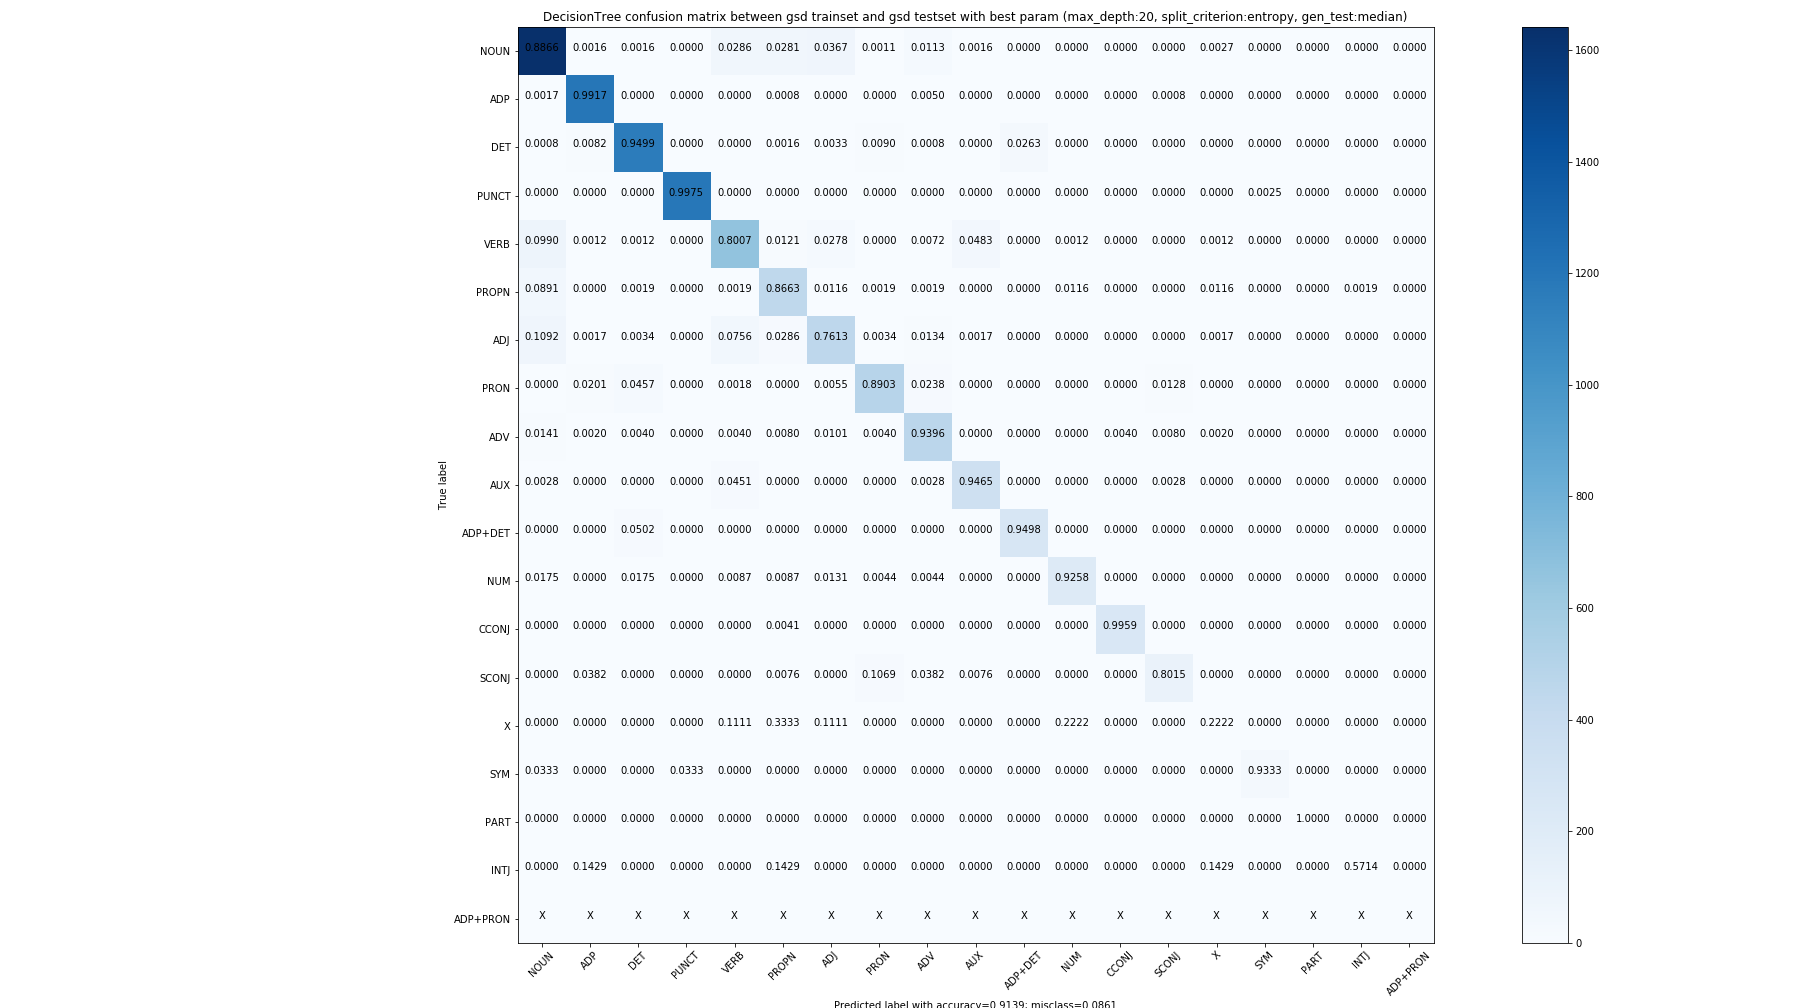 DecisionTree confusion matrix between gsd trainset and gsd testset with best param (max_depth:20, split_criterion:entropy, gen_test:median)
NOUN 0.8866 0.0016 0.0016 0.0000 0.0286 0.0281 0.0367 0.0011 0.0113 0.0016 0.0000 0.0000 0.0000 0.0000 0.0027 0.0000 0.0000 0.0000 0.0000
ADP 0.0017 0.9917 0.0000 0.0000 0.0000 0.0008 0.0000 0.0000 0.0050 0.0000 0.0000 0.0000 0.0000 0.0008 0.0000 0.0000 0.0000 0.0000 0.0000
DET 0.0008 0.0082 0.9499 0.0000 0.0000 0.0016 0.0033 0.0090 0.0008 0.0000 0.0263 0.0000 0.0000 0.0000 0.0000 0.0000 0.0000 0.0000 0.0000
PUNCT 0.0000 0.0000 0.0000 0.9975 0.0000 0.0000 0.0000 0.0000 0.0000 0.0000 0.0000 0.0000 0.0000 0.0000 0.0000 0.0025 0.0000 0.0000 0.0000
VERB 0.0990 0.0012 0.0012 0.0000 0.8007 0.0121 0.0278 0.0000 0.0072 0.0483 0.0000 0.0012 0.0000 0.0000 0.0012 0.0000 0.0000 0.0000 0.0000
PROPN 0.0891 0.0000 0.0019 0.0000 0.0019 0.8663 0.0116 0.0019 0.0019 0.0000 0.0000 0.0116 0.0000 0.0000 0.0116 0.0000 0.0000 0.0019 0.0000
ADJ 0.1092 0.0017 0.0034 0.0000 0.0756 0.0286 0.7613 0.0034 0.0134 0.0017 0.0000 0.0000 0.0000 0.0000 0.0017 0.0000 0.0000 0.0000 0.0000
PRON 0.0000 0.0201 0.0457 0.0000 0.0018 0.0000 0.0055 0.8903 0.0238 0.0000 0.0000 0.0000 0.0000 0.0128 0.0000 0.0000 0.0000 0.0000 0.0000
ADV 0.0141 0.0020 0.0040 0.0000 0.0040 0.0080 0.0101 0.0040 0.9396 0.0000 0.0000 0.0000 0.0040 0.0080 0.0020 0.0000 0.0000 0.0000 0.0000
AUX 0.0028 0.0000 0.0000 0.0000 0.0451 0.0000 0.0000 0.0000 0.0028 0.9465 0.0000 0.0000 0.0000 0.0028 0.0000 0.0000 0.0000 0.0000 0.0000
ADP+DET 0.0000 0.0000 0.0502 0.0000 0.0000 0.0000 0.0000 0.0000 0.0000 0.0000 0.9498 0.0000 0.0000 0.0000 0.0000 0.0000 0.0000 0.0000 0.0000
NUM 0.0175 0.0000 0.0175 0.0000 0.0087 0.0087 0.0131 0.0044 0.0044 0.0000 0.0000 0.9258 0.0000 0.0000 0.0000 0.0000 0.0000 0.0000 0.0000
CCONJ 0.0000 0.0000 0.0000 0.0000 0.0000 0.0041 0.0000 0.0000 0.0000 0.0000 0.0000 0.0000 0.9959 0.0000 0.0000 0.0000 0.0000 0.0000 0.0000
SCONJ 0.0000 0.0382 0.0000 0.0000 0.0000 0.0076 0.0000 0.1069 0.0382 0.0076 0.0000 0.0000 0.0000 0.8015 0.0000 0.0000 0.0000 0.0000 0.0000
X 0.0000 0.0000 0.0000 0.0000 0.1111 0.3333 0.1111 0.0000 0.0000 0.0000 0.0000 0.2222 0.0000 0.0000 0.2222 0.0000 0.0000 0.0000 0.0000
SYM 0.0333 0.0000 0.0000 0.0333 0.0000 0.0000 0.0000 0.0000 0.0000 0.0000 0.0000 0.0000 0.0000 0.0000 0.0000 0.9333 0.0000 0.0000 0.0000
PART 0.0000 0.0000 0.0000 0.0000 0.0000 0.0000 0.0000 0.0000 0.0000 0.0000 0.0000 0.0000 0.0000 0.0000 0.0000 0.0000 1.0000 0.0000 0.0000
INTJ 0.0000 0.1429 0.0000 0.0000 0.0000 0.1429 0.0000 0.0000 0.0000 0.0000 0.0000 0.0000 0.0000 0.0000 0.1429 0.0000 0.0000 0.5714 0.0000
ADP+PRON X X X X X X X X X X X X X X X X X X X
NOUN ADP DET PUNCT VERB PROPN ADJ PRON ADV AUX ADP+DET NUM CCONJ SCONJ X SYM PART INTJ ADP+PRON
True label
Predicted label with accuracy=0.9139; misclass=0.0861
1600
1400
1200
1000
800
600
400
200
0